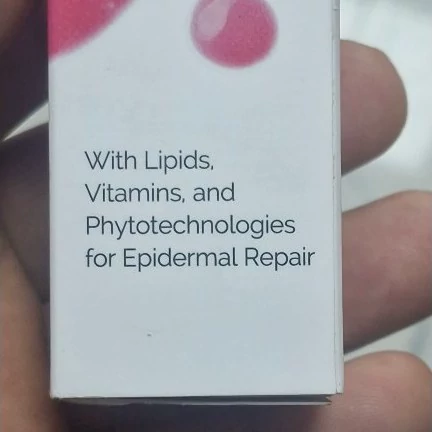 With Lipids,
Vitamins, and
Phytotechnologies
for Epidermal Repair